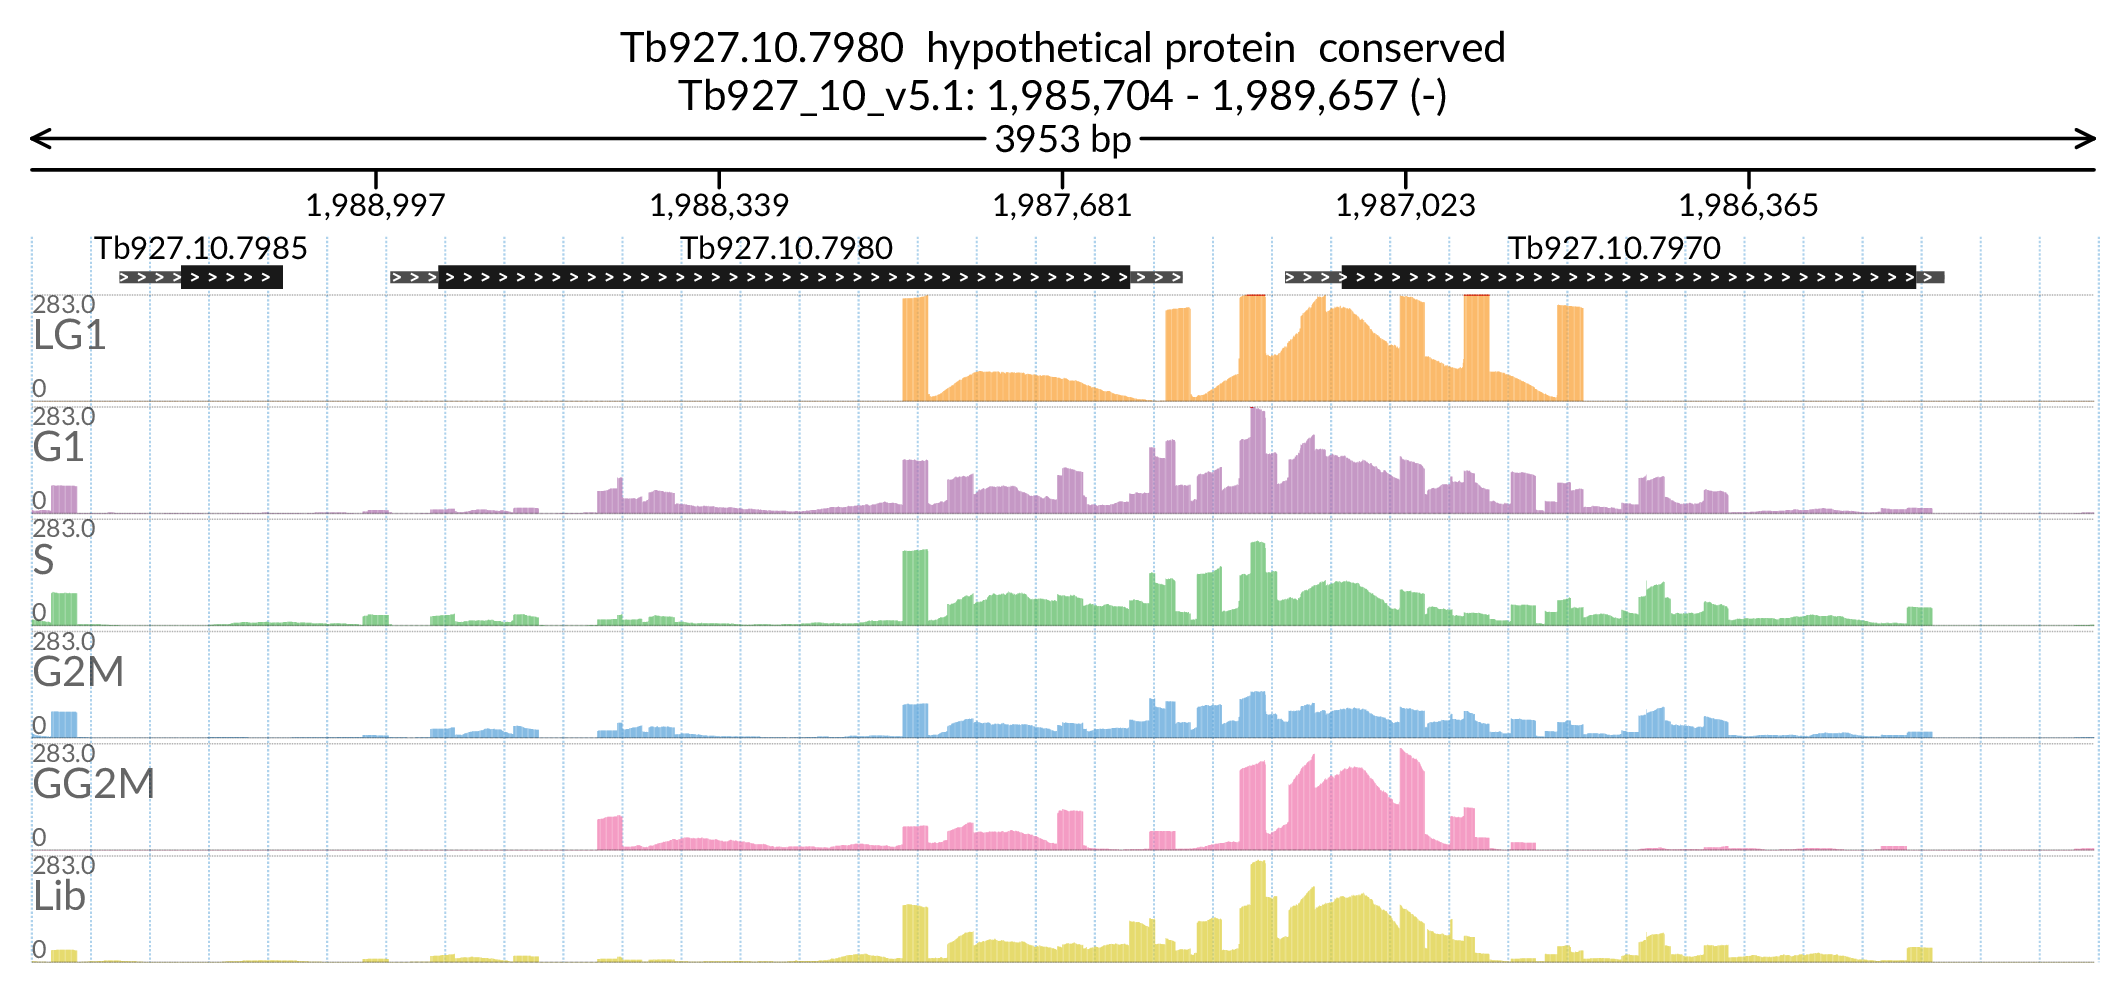 Tb927.10.7980  hypothetical protein  conserved
Tb927_10_v5.1: 1,985,704 - 1,989,657 (-)
3953 bp
1,988,997 1,988,339 1,987,681 1,987,023 1,986,365
Tb927.10.7985 Tb927.10.7980 Tb927.10.7970
283.0
LG1
0
283.0
G1
0
283.0
S
0
283.0
G2M
0
283.0
GG2M
0
283.0
Lib
0